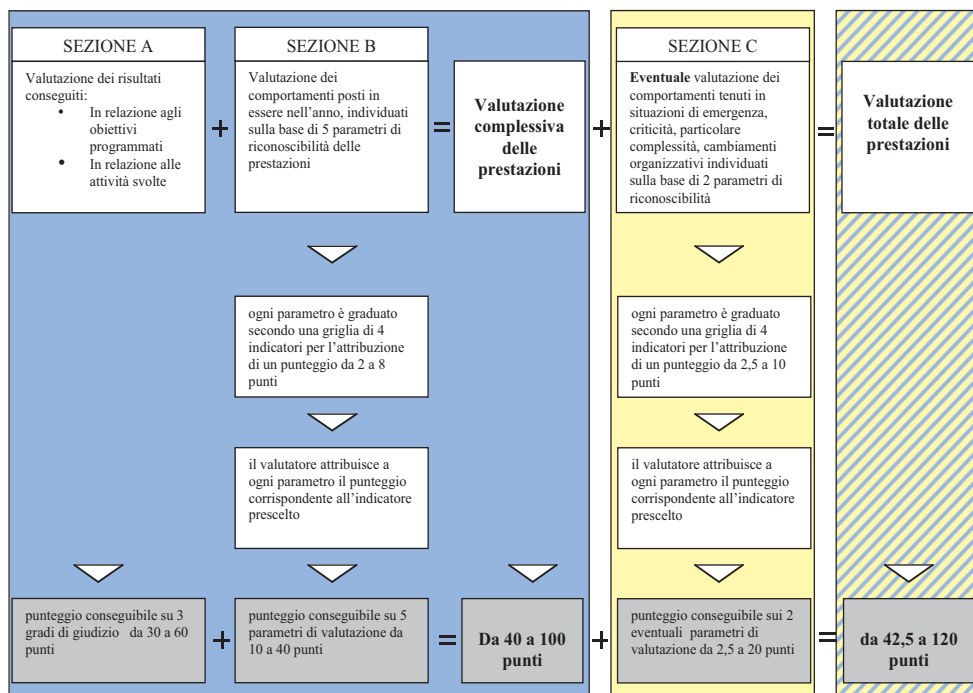 SEZIONE A
Valutazione dei risultati
conseguiti:
• In relazione agli
obiettivi
programmati
• In relazione alle
attività svolte
+
SEZIONE B
Valutazione dei
comportamenti posti in
essere nell’anno, individuati
sulla base di 5 parametri di
riconoscibilità delle
prestazioni
=
Valutazione
complessiva
delle
prestazioni
+
SEZIONE C
Eventuale valutazione dei
comportamenti tenuti in
situazioni di emergenza,
criticità, particolare
complessità, cambiamenti
organizzativi individuati
sulla base di 2 parametri di
riconoscibilità
=
Valutazione
totale delle
prestazioni
ogni parametro è graduato
secondo una griglia di 4
indicatori per l’attribuzione
di un punteggio da 2 a 8
punti
ogni parametro è graduato
secondo una griglia di 4
indicatori per l’attribuzione
di un punteggio da 2,5 a 10
punti
il valutatore attribuisce a
ogni parametro il punteggio
corrispondente all’indicatore
prescelto
il valutatore attribuisce a
ogni parametro il punteggio
corrispondente all’indicatore
prescelto
punteggio conseguibile su 3
gradi di giudizio da 30 a 60
punti
+
punteggio conseguibile su 5
parametri di valutazione da
10 a 40 punti
=
Da 40 a 100
punti
+
punteggio conseguibile sui 2
eventuali parametri di
valutazione da 2,5 a 20 punti
=
da 42,5 a 120
punti